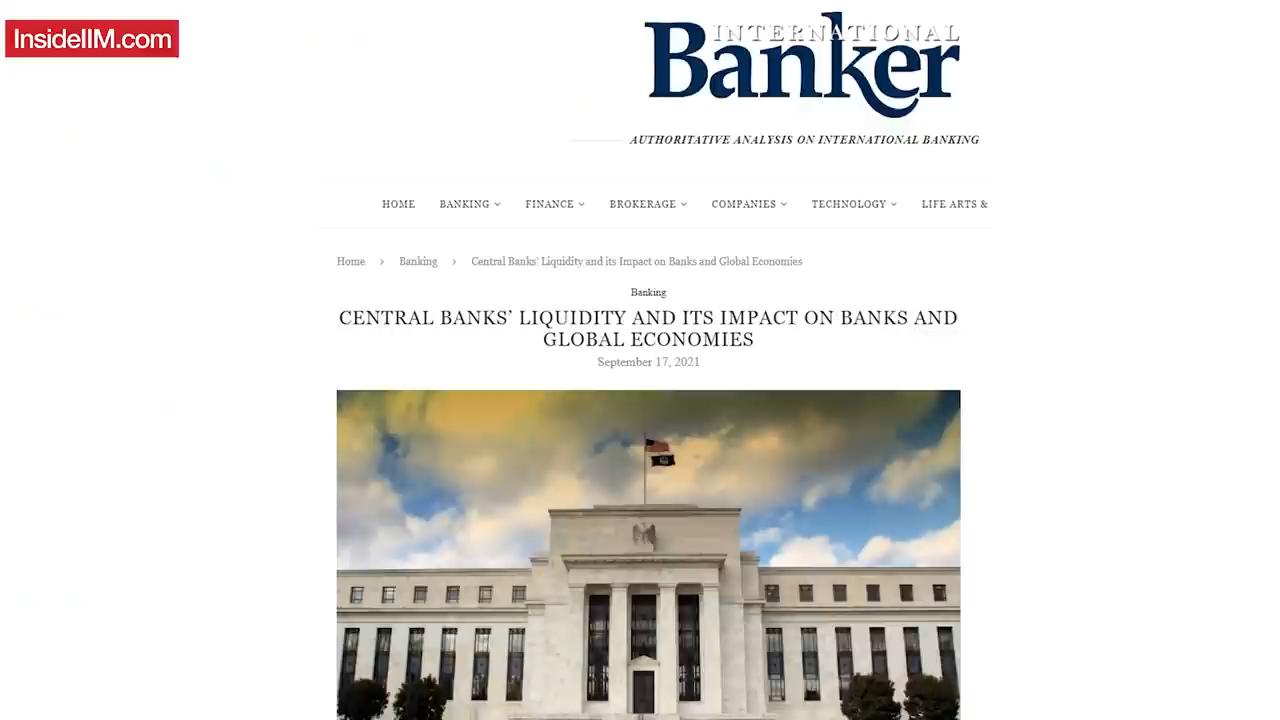 InsideIIM.com
INTERNATIONAL
Banker
AUTHORITATIVE ANALYSIS ON INTERNATIONAL BANKING
HOME BANKING FINANCE BROKERAGE COMPANIES TECHNOLOGY LIFE ARTS &
Home > Banking > Central Banks' Liquidity and its Impact on Banks and Global Economies
Banking
CENTRAL BANKS’ LIQUIDITY AND ITS IMPACT ON BANKS AND
GLOBAL ECONOMIES
September 17, 2021